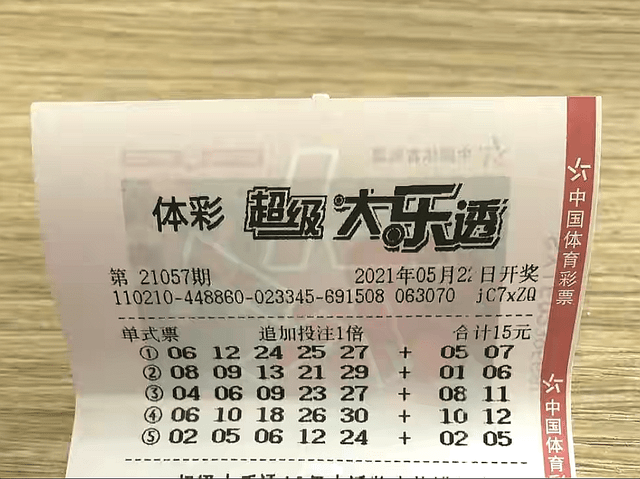 体彩 超级大乐透
第 21057期 2021年05月22日开奖
110210-448860-023345-691508 063070 jC7xZQ
单式票 追加投注1倍 合计15元
① 06 12 24 25 27 + 05 07
② 08 09 13 21 29 + 01 06
③ 04 06 09 23 27 + 08 11
④ 06 10 18 26 30 + 10 12
⑤ 02 05 06 12 24 + 02 05
中国体育彩票
中国体育彩